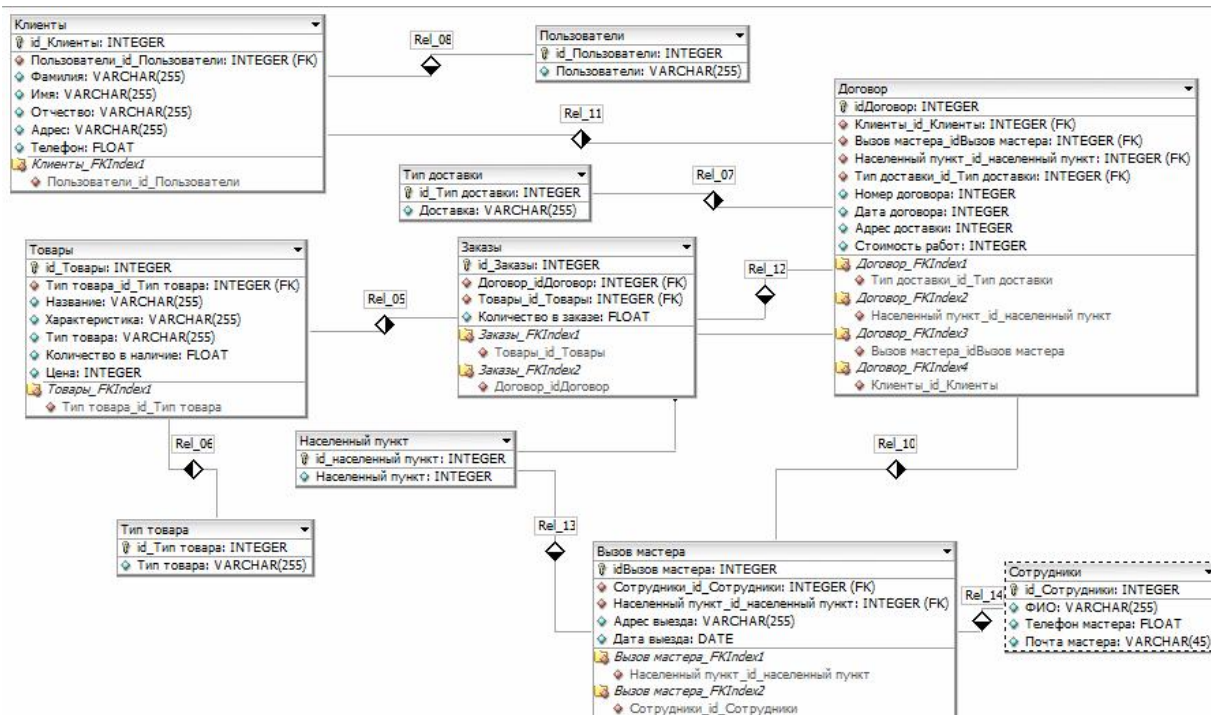 Клиенты
id_Клиенты: INTEGER
Пользователи_id_Пользователи: INTEGER (FK)
Фамилия: VARCHAR(255)
Имя: VARCHAR(255)
Отчество: VARCHAR(255)
Адрес: VARCHAR(255)
Телефон: FLOAT
Клиенты_FKIndex1
Пользователи_id_Пользователи
Rel_08
Пользователи
id_Пользователи: INTEGER
Пользователи: VARCHAR(255)
Rel_11
Договор
idДоговор: INTEGER
Клиенты_id_Клиенты: INTEGER (FK)
Вызов мастера_idВызов мастера: INTEGER (FK)
Населенный пункт_id_населенный пункт: INTEGER (FK)
Тип доставки_id_Тип доставки: INTEGER (FK)
Номер договора: INTEGER
Дата договора: INTEGER
Адрес доставки: INTEGER
Стоимость работ: INTEGER
Договор_FKIndex1
Тип доставки_id_Тип доставки
Договор_FKIndex2
Населенный пункт_id_населенный пункт
Договор_FKIndex3
Вызов мастера_idВызов мастера
Договор_FKIndex4
Клиенты_id_Клиенты
Тип доставки
id_Тип доставки: INTEGER
Доставка: VARCHAR(255)
Rel_07
Товары
id_Товары: INTEGER
Тип товара_id_Тип товара: INTEGER (FK)
Название: VARCHAR(255)
Характеристика: VARCHAR(255)
Тип товара: VARCHAR(255)
Количество в наличие: FLOAT
Цена: INTEGER
Товары_FKIndex1
Тип товара_id_Тип товара
Rel_05
Заказы
id_Заказы: INTEGER
Договор_idДоговор: INTEGER (FK)
Товары_id_Товары: INTEGER (FK)
Количество в заказе: FLOAT
Заказы_FKIndex1
Товары_id_Товары
Заказы_FKIndex2
Договор_idДоговор
Rel_12
Rel_06
Населенный пункт
id_населенный пункт: INTEGER
Населенный пункт: INTEGER
Rel_10
Тип товара
id_Тип товара: INTEGER
Тип товара: VARCHAR(255)
Rel_13
Вызов мастера
idВызов мастера: INTEGER
Сотрудники_id_Сотрудники: INTEGER (FK)
Населенный пункт_id_населенный пункт: INTEGER (FK)
Адрес выезда: VARCHAR(255)
Дата выезда: DATE
Вызов мастера_FKIndex1
Населенный пункт_id_населенный пункт
Вызов мастера_FKIndex2
Сотрудники_id_Сотрудники
Rel_14
Сотрудники
id_Сотрудники: INTEGER
ФИО: VARCHAR(255)
Телефон мастера: FLOAT
Почта мастера: VARCHAR(45)